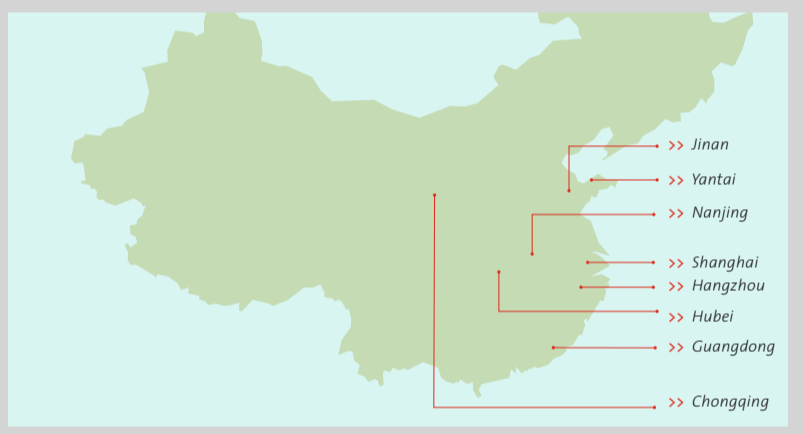 >> Jinan
>> Yantai
>> Nanjing
>> Shanghai
>> Hangzhou
>> Hubei
>> Guangdong
>> Chongqing